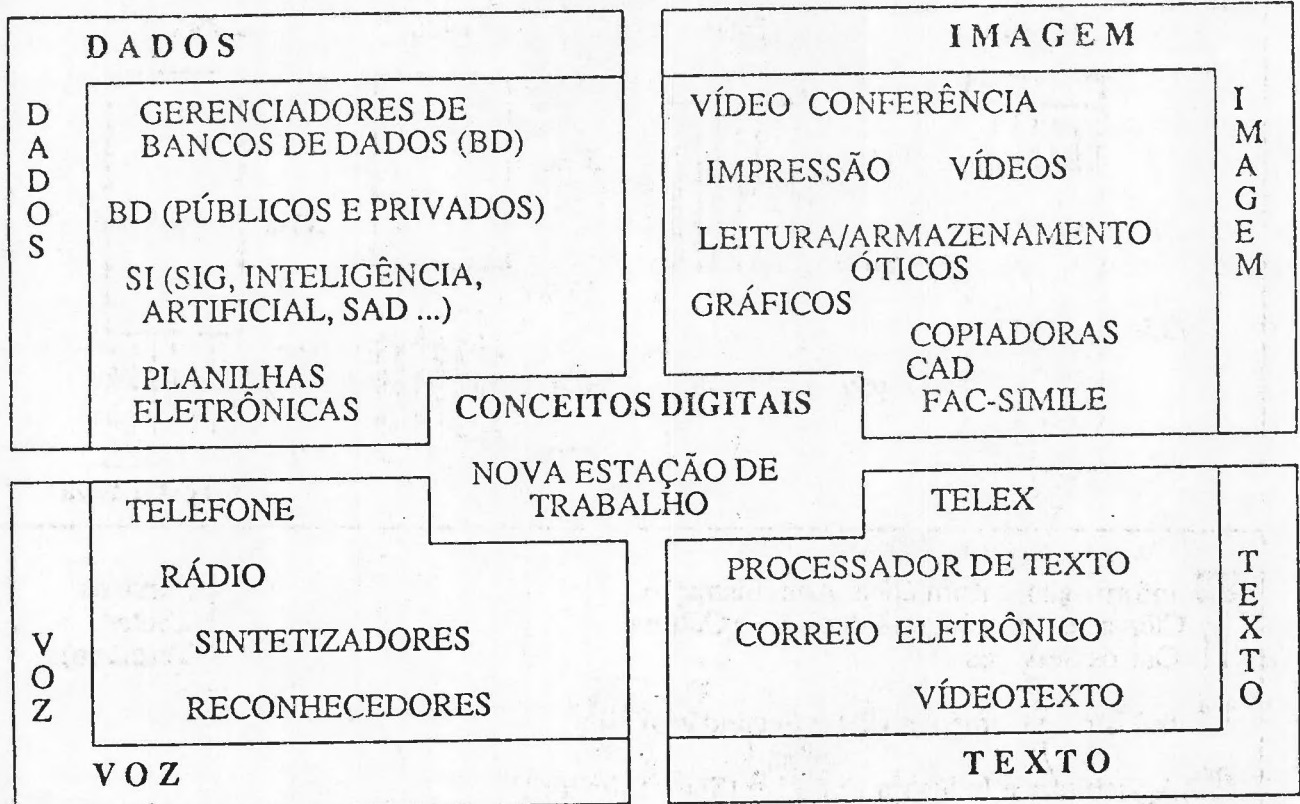 DADOS
DADOS
GERENCIADORES DE
BANCOS DE DADOS (BD)
BD (PÚBLICOS E PRIVADOS)
SI (SIG, INTELIGÊNCIA,
ARTIFICIAL, SAD ...)
PLANILHAS
ELETRÔNICAS
IMAGEM
VÍDEO CONFERÊNCIA
IMPRESSÃO VÍDEOS
LEITURA/ARMAZENAMENTO
ÓTICOS
GRÁFICOS
COPIADORAS
CAD
FAC-SIMILE
IMAGEM
CONCEITOS DIGITAIS
NOVA ESTAÇÃO DE
TRABALHO
VOZ
TELEFONE
RÁDIO
SINTETIZADORES
RECONHECEDORES
VOZ
TELEX
PROCESSADOR DE TEXTO
CORREIO ELETRÔNICO
VÍDEOTEXTO
TEXTO
TEXTO